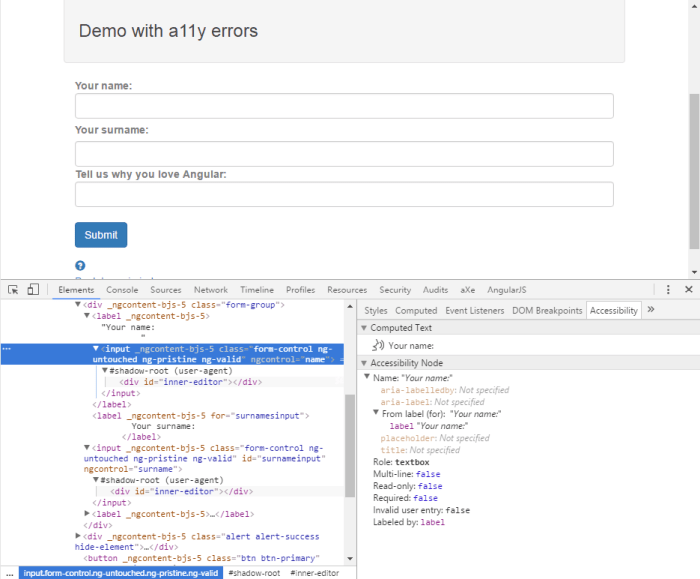 Demo with a11y errors
Your name:
Your surname:
Tell us why you love Angular:
Submit
?
Elements Console Sources Network Timeline Profiles Resources Security Audits aXe AngularJS
▼<div _ngcontent-bjs-5 class="form-group">
▼<label _ngcontent-bjs-5>
"Your name:
"
… ▼<input _ngcontent-bjs-5 class="form-control ng-
untouched ng-pristine ng-valid" ngcontrol="name"> =
▼#shadow-root (user-agent)
<div id="inner-editor"></div>
</input>
</label>
<label _ngcontent-bjs-5 for="surnamesinput">
Your surname:
</label>
▼<input _ngcontent-bjs-5 class="form-control ng-
untouched ng-pristine ng-valid" id="surnameinput"
ngcontrol="surname">
▼#shadow-root (user-agent)
<div id="inner-editor"></div>
</input>
▶<label _ngcontent-bjs-5>…</label>
</div>
▶<div _ngcontent-bjs-5 class="alert alert-success
hide-element">…</div>
<button _ngcontent-bjs-5 class="btn btn-primary"
… input.form-control.ng-untouched.ng-pristine.ng-valid #shadow-root #inner-editor
Styles Computed Event Listeners DOM Breakpoints Accessibility »
▼ Computed Text
Your name:
▼ Accessibility Node
▼ Name: "Your name:"
aria-labelledby: Not specified
aria-label: Not specified
▼ From label (for): "Your name:"
label "Your name:"
placeholder: Not specified
title: Not specified
Role: textbox
Multi-line: false
Read-only: false
Required: false
Invalid user entry: false
Labeled by: label